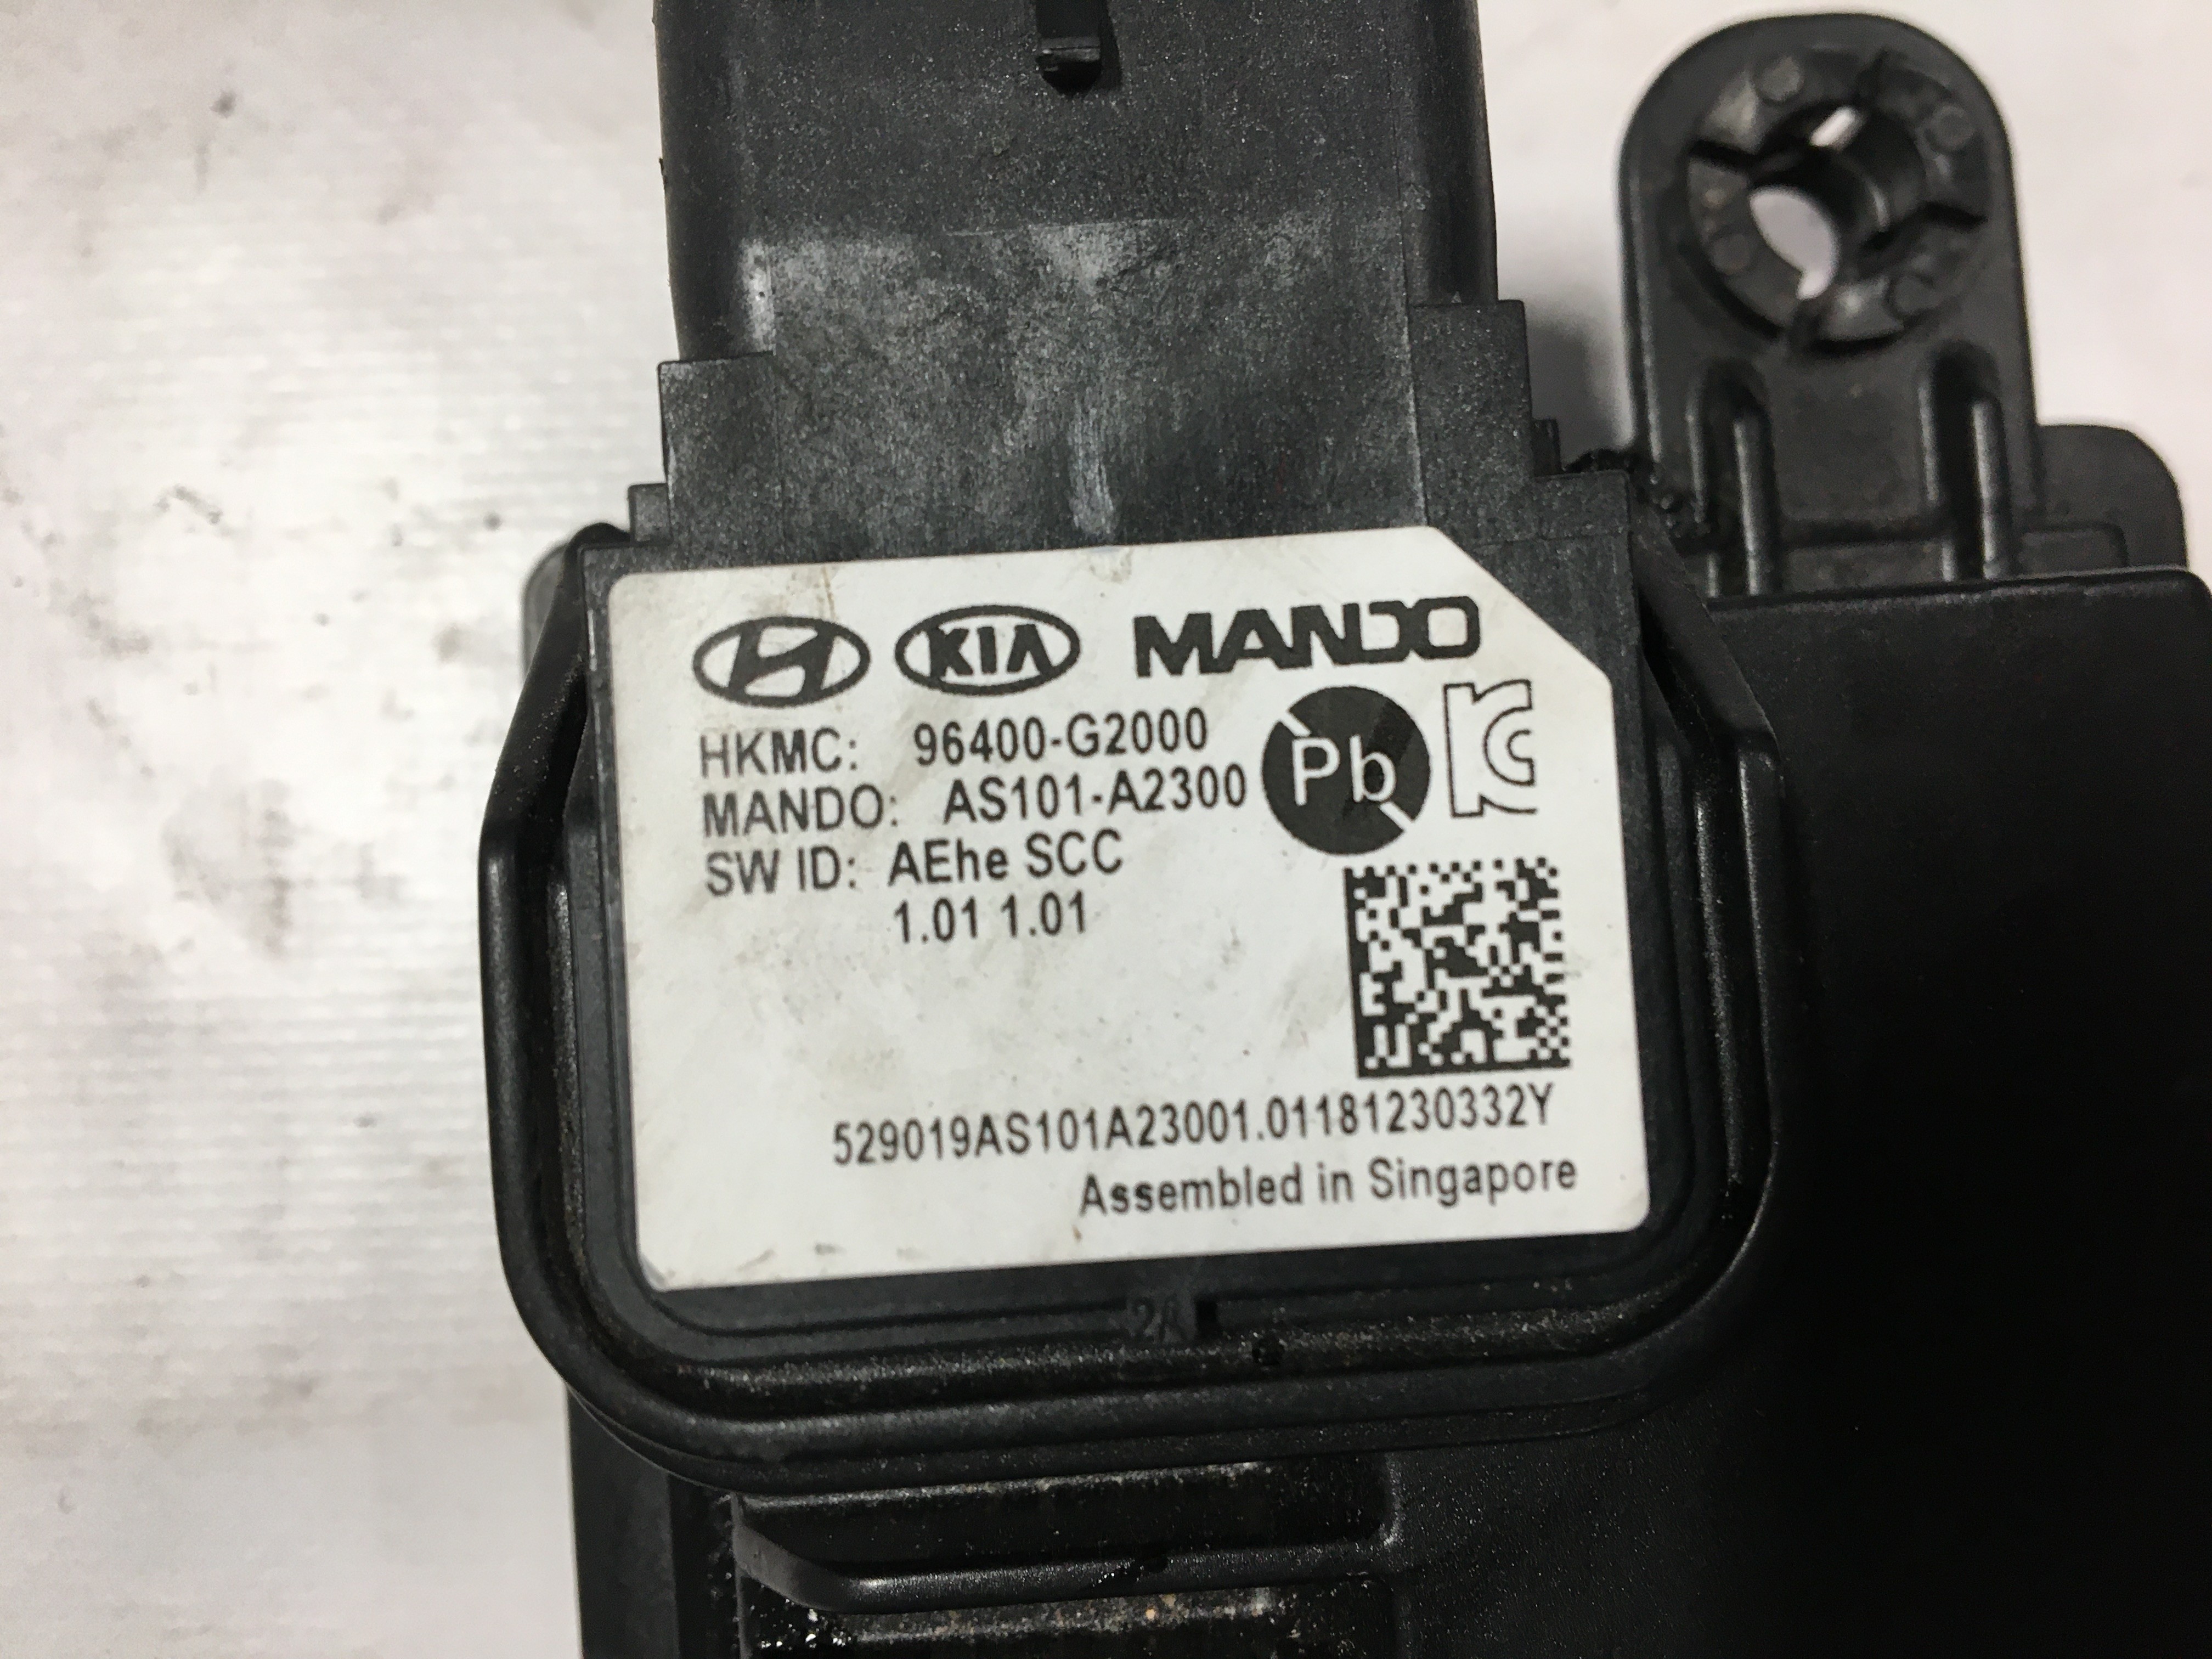 KIA MANDO
HKMC: 96400-G2000
MANDO: AS101-A2300
Pb
SW ID: AEhe SCC
1.01 1.01
529019AS101A23001.01181230332Y
Assembled in Singapore
2A